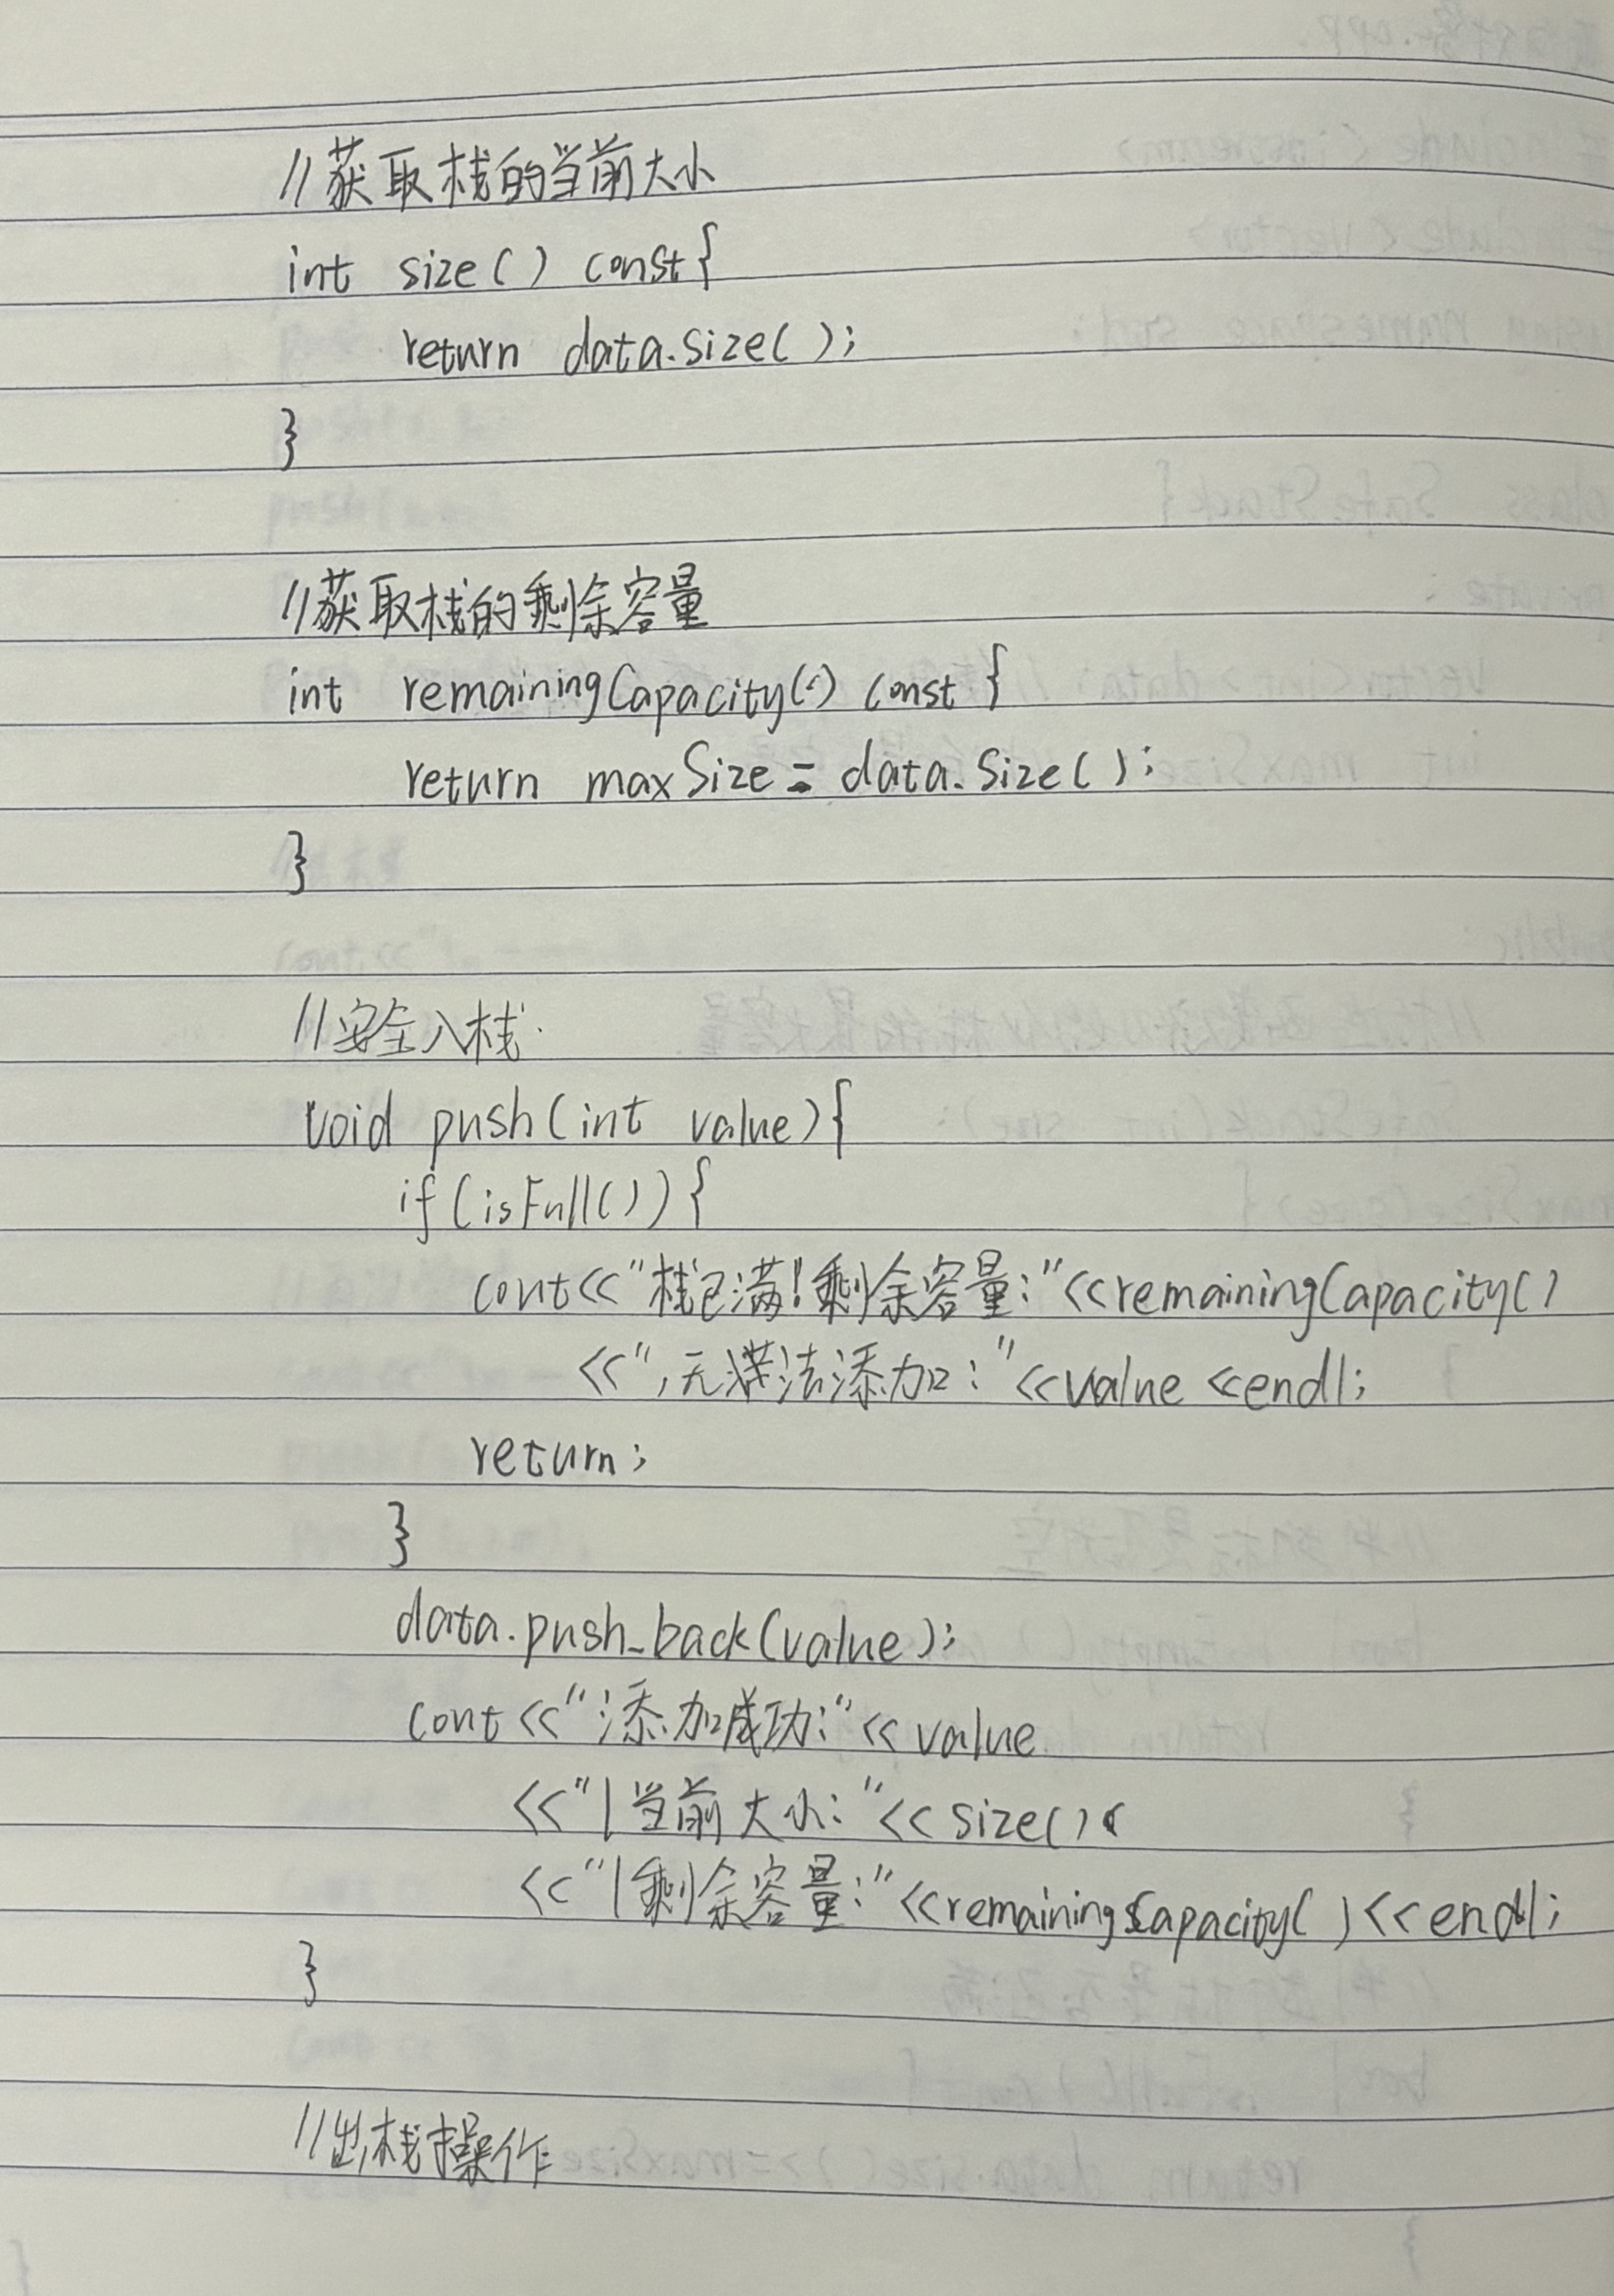 //获取栈的当前大小
int size() const{
return data.size();
}
//获取栈的剩余容量
int remainingCapacity() const {
return maxSize = data.size();
}
//安全入栈.
void push(int value){
if(isFull()){
cout<<"栈已满!剩余容量:"<<remainingCapacity()
<<",无法添加:"<<value <<endl;
return;
}
data.push_back(value);
cout<<"添加成功:"<<value
<<"|当前大小:"<<size()
<<"|剩余容量:"<<remainingCapacity()<<endl;
}
//出栈操作